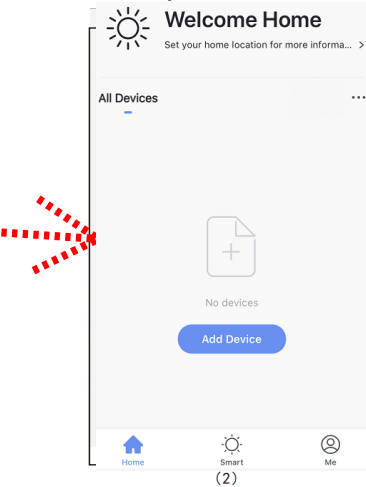 Welcome Home
Set your home location for more informa... >
All Devices
...
No devices
Add Device
Home Smart Me
(2)